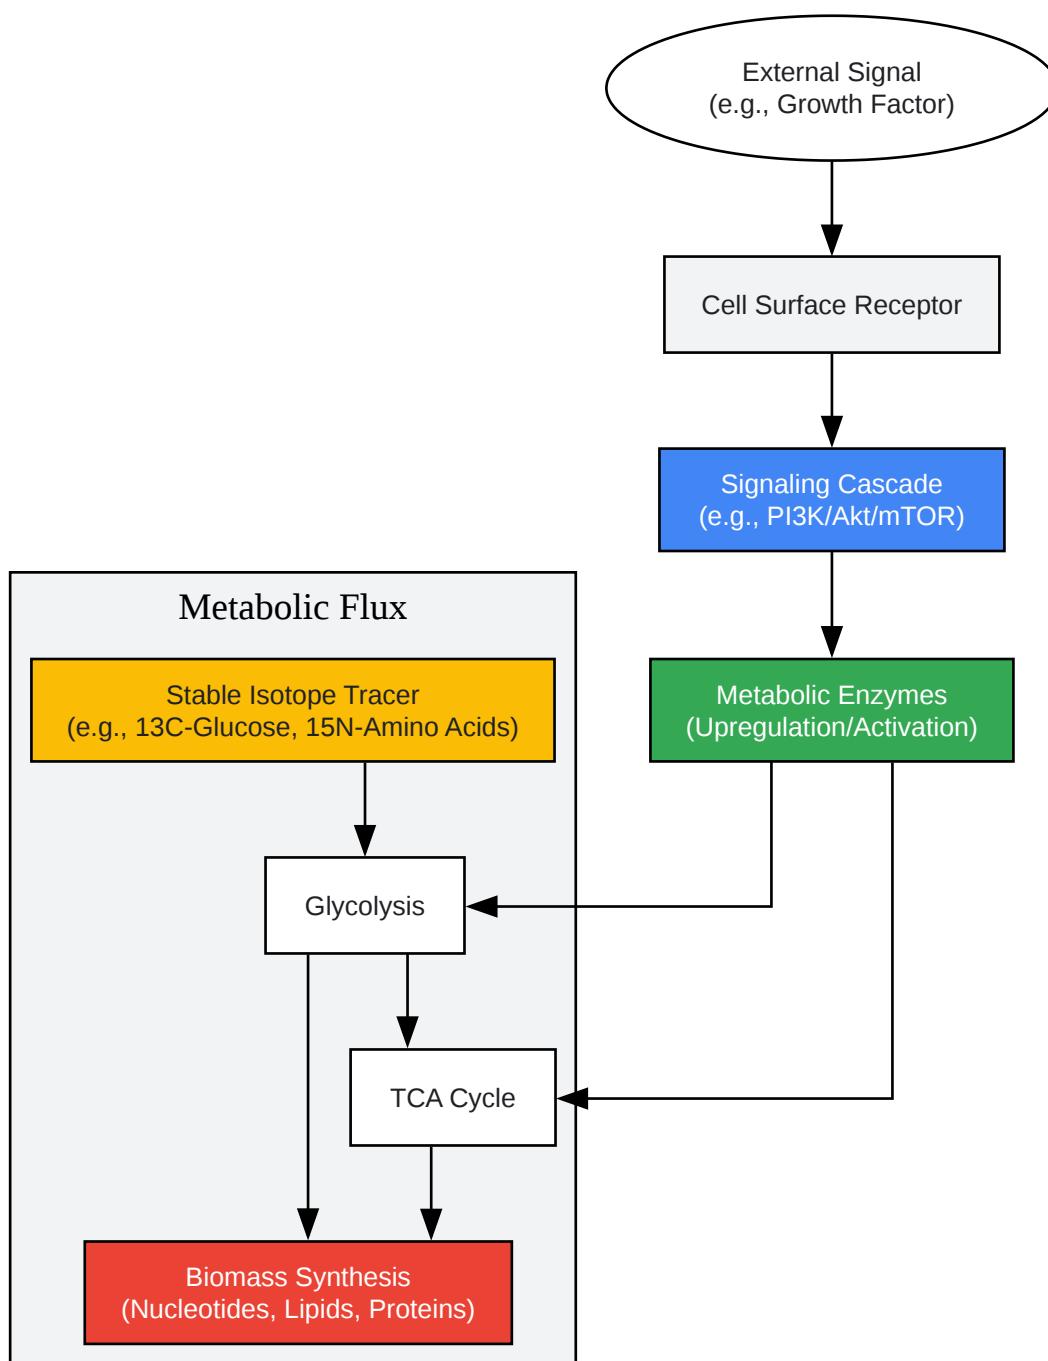 External Signal
(e.g., Growth Factor)
Cell Surface Receptor
Signaling Cascade
(e.g., PI3K/Akt/mTOR)
Metabolic Flux
Stable Isotope Tracer
(e.g., 13C-Glucose, 15N-Amino Acids)
Metabolic Enzymes
(Upregulation/Activation)
Glycolysis
TCA Cycle
Biomass Synthesis
(Nucleotides, Lipids, Proteins)